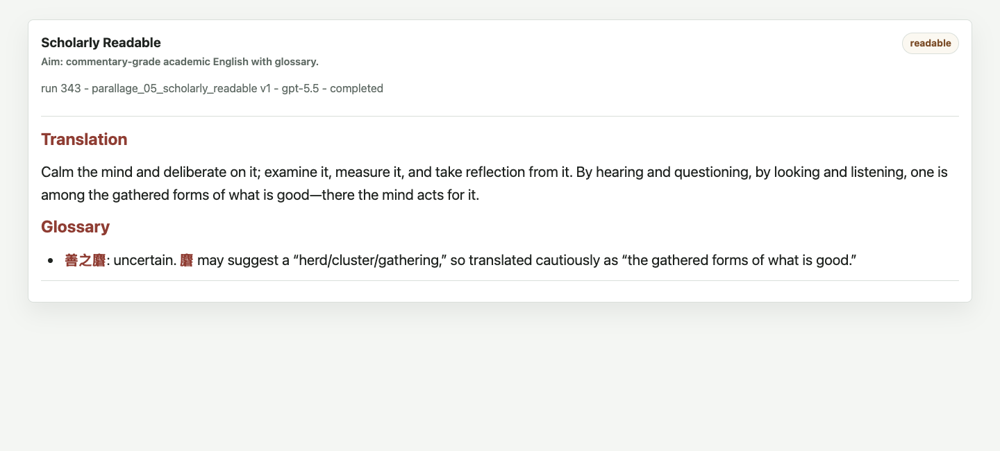 Scholarly Readable
readable
Aim: commentary-grade academic English with glossary.
run 343 - parallage_05_scholarly_readable v1 - gpt-5.5 - completed
Translation
Calm the mind and deliberate on it; examine it, measure it, and take reflection from it. By hearing and questioning, by looking and listening, one is
among the gathered forms of what is good—there the mind acts for it.
Glossary
• 善之麏: uncertain. 麏 may suggest a “herd/cluster/gathering,” so translated cautiously as “the gathered forms of what is good.”